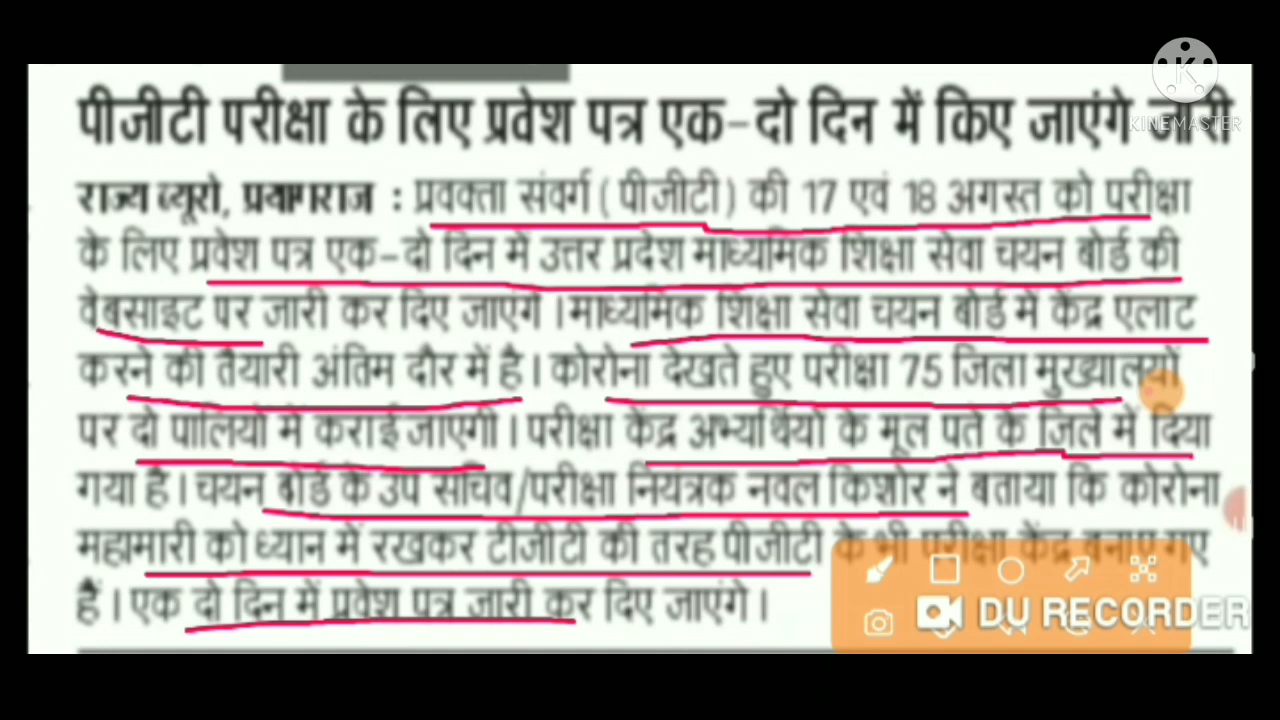 पीजीटी परीक्षा के लिए प्रवेश पत्र एक-दो दिन में किए जाएंगे जारी
KINEMASTER
राज्य ब्यूरो, प्रयागराज : प्रवक्ता संवर्ग (पीजीटी) की 17 एवं 18 अगस्त को परीक्षा
के लिए प्रवेश पत्र एक-दो दिन में उत्तर प्रदेश माध्यमिक शिक्षा सेवा चयन बोर्ड की
वेबसाइट पर जारी कर दिए जाएंगे। माध्यमिक शिक्षा सेवा चयन बोर्ड में केंद्र एलाट
करने की तैयारी अंतिम दौर में है। कोरोना देखते हुए परीक्षा 75 जिला मुख्यालयों
पर दो पालियों में कराई जाएगी। परीक्षा केंद्र अभ्यर्थियों के मूल पते के जिले में दिया
गया है। चयन बोर्ड के उप सचिव/परीक्षा नियंत्रक नवल किशोर ने बताया कि कोरोना
महामारी को ध्यान में रखकर टीजीटी की तरह पीजीटी के भी परीक्षा केंद्र बनाए गए
हैं। एक दो दिन में प्रवेश पत्र जारी कर दिए जाएंगे।
DU RECORDER